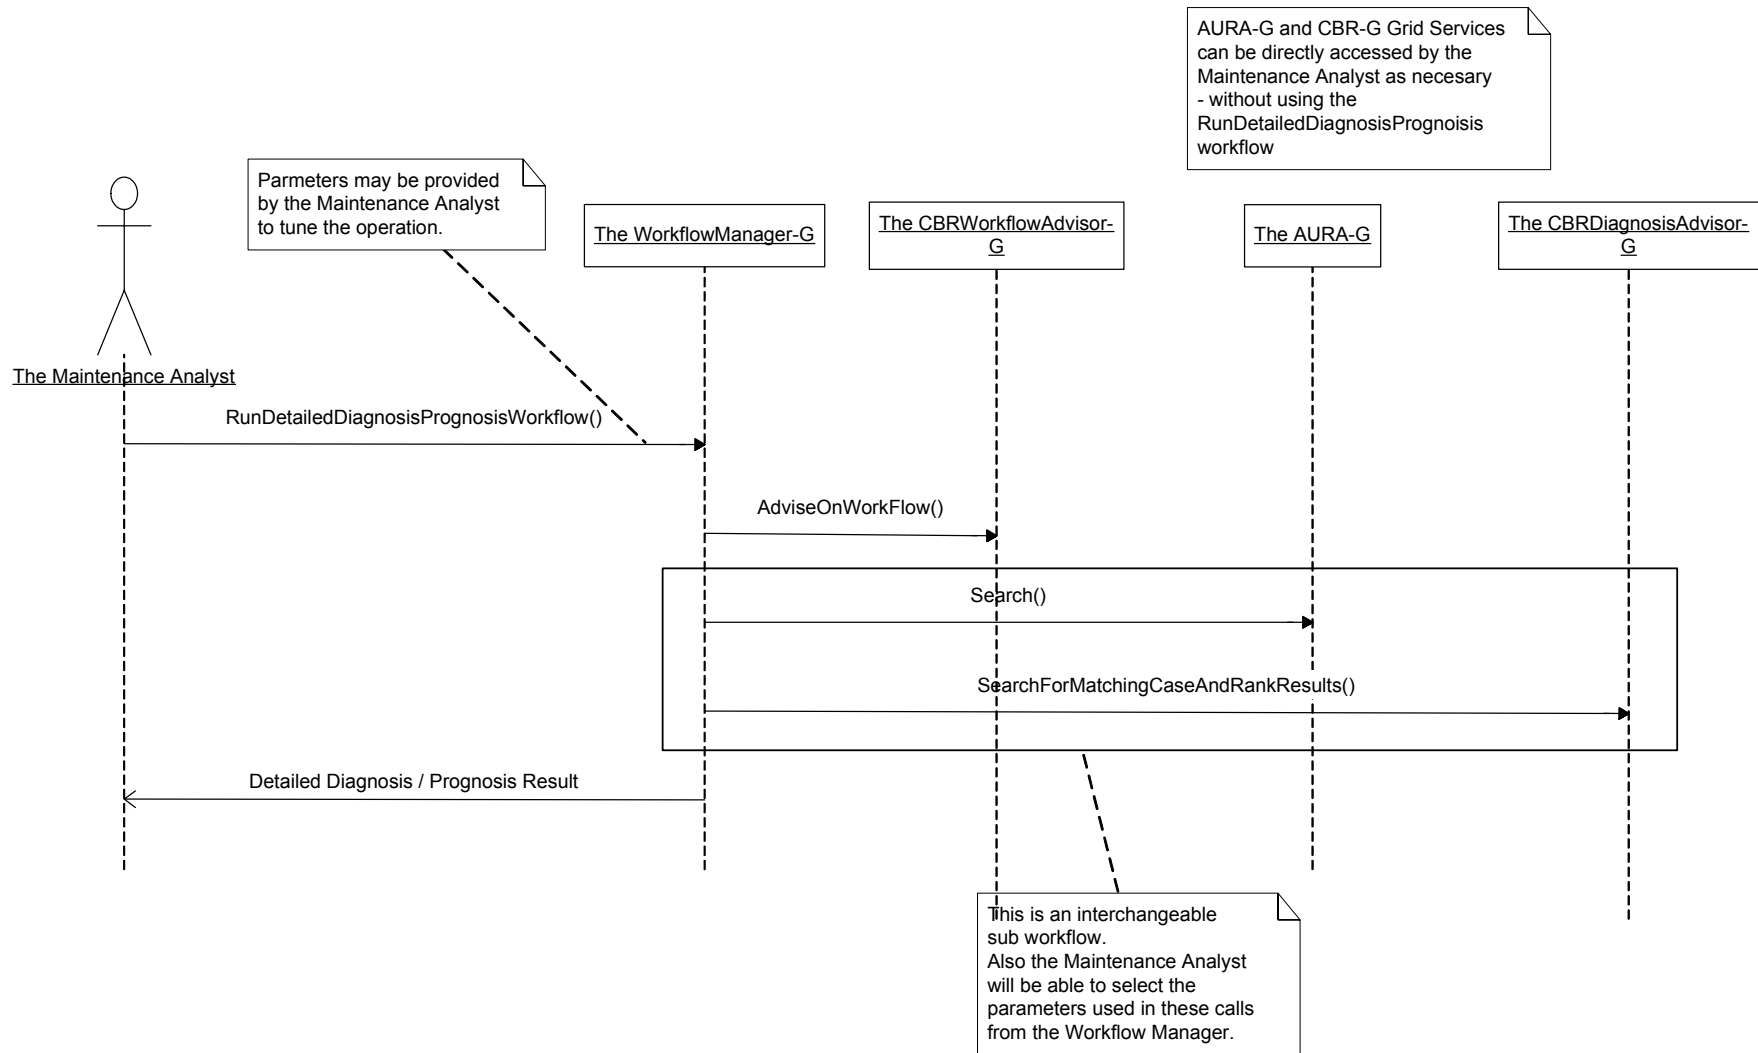 AURA-G and CBR-G Grid Services
can be directly accessed by the
Maintenance Analyst as necesary
- without using the
RunDetailedDiagnosisPrognoisis
workflow
Parmeters may be provided
by the Maintenance Analyst
to tune the operation.
The WorkflowManager-G
The CBRWorkflowAdvisor-
G
The AURA-G
The CBRDiagnosisAdvisor-
G
The Maintenance Analyst
RunDetailedDiagnosisPrognosisWorkflow()
AdviseOnWorkFlow()
Search()
SearchForMatchingCaseAndRankResults()
Detailed Diagnosis / Prognosis Result
This is an interchangeable
sub workflow.
Also the Maintenance Analyst
will be able to select the
parameters used in these calls
from the Workflow Manager.